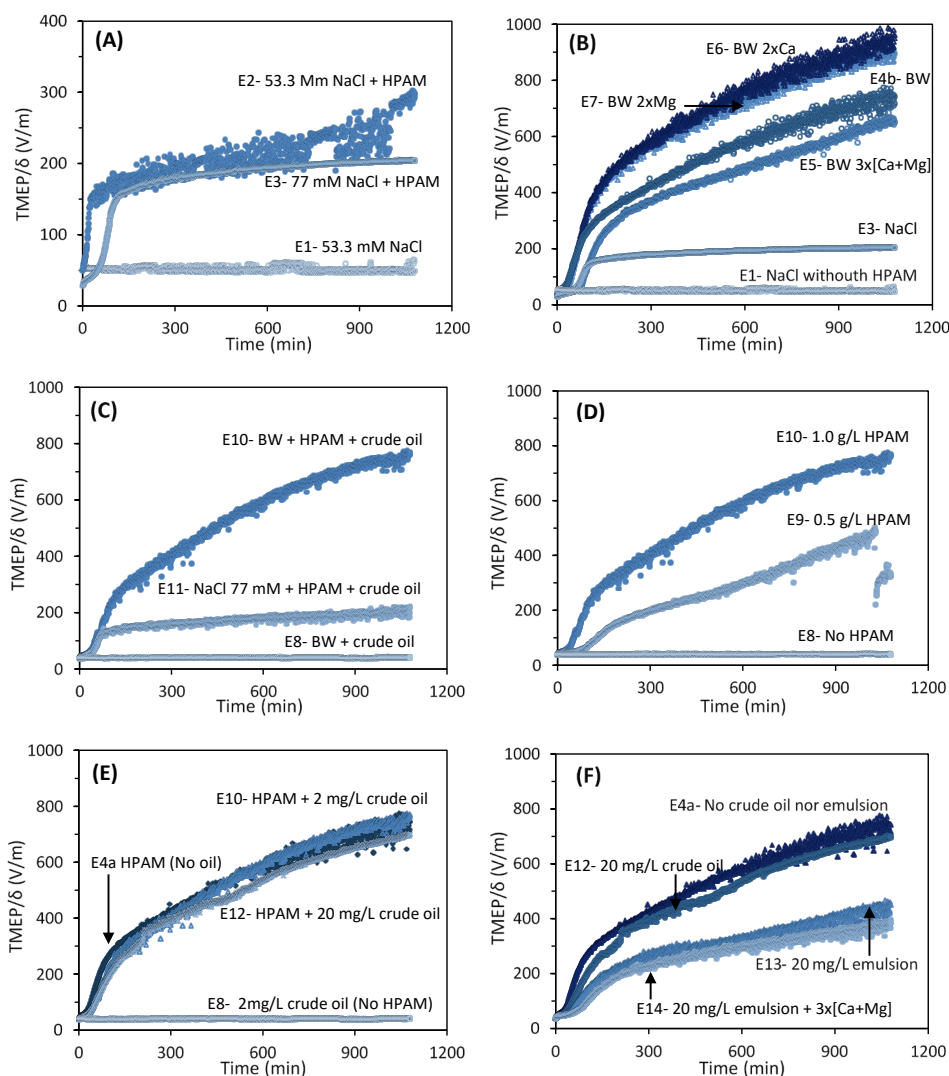 (A)
TMEP/δ (V/m)
400
300
200
100
0
E2- 53.3 Mm NaCl + HPAM
E3- 77 mM NaCl + HPAM
E1- 53.3 mM NaCl
0 300 600 900 1200
Time (min)
(B)
TMEP/δ (V/m)
1000
800
600
400
200
0
E6- BW 2xCa
E4b- BW
E7- BW 2xMg
E5- BW 3x[Ca+Mg]
E3- NaCl
E1- NaCl withouth HPAM
0 300 600 900 1200
Time (min)
(C)
TMEP/δ (V/m)
1000
800
600
400
200
0
E10- BW + HPAM + crude oil
E11- NaCl 77 mM + HPAM + crude oil
E8- BW + crude oil
0 300 600 900 1200
Time (min)
(D)
TMEP/δ (V/m)
1000
800
600
400
200
0
E10- 1.0 g/L HPAM
E9- 0.5 g/L HPAM
E8- No HPAM
0 300 600 900 1200
Time (min)
(E)
TMEP/δ (V/m)
1000
800
600
400
200
0
E10- HPAM + 2 mg/L crude oil
E4a HPAM (No oil)
E12- HPAM + 20 mg/L crude oil
E8- 2mg/L crude oil (No HPAM)
0 300 600 900 1200
Time (min)
(F)
TMEP/δ (V/m)
1000
800
600
400
200
0
E4a- No crude oil nor emulsion
E12- 20 mg/L crude oil
E13- 20 mg/L emulsion
E14- 20 mg/L emulsion + 3x[Ca+Mg]
0 300 600 900 1200
Time (min)